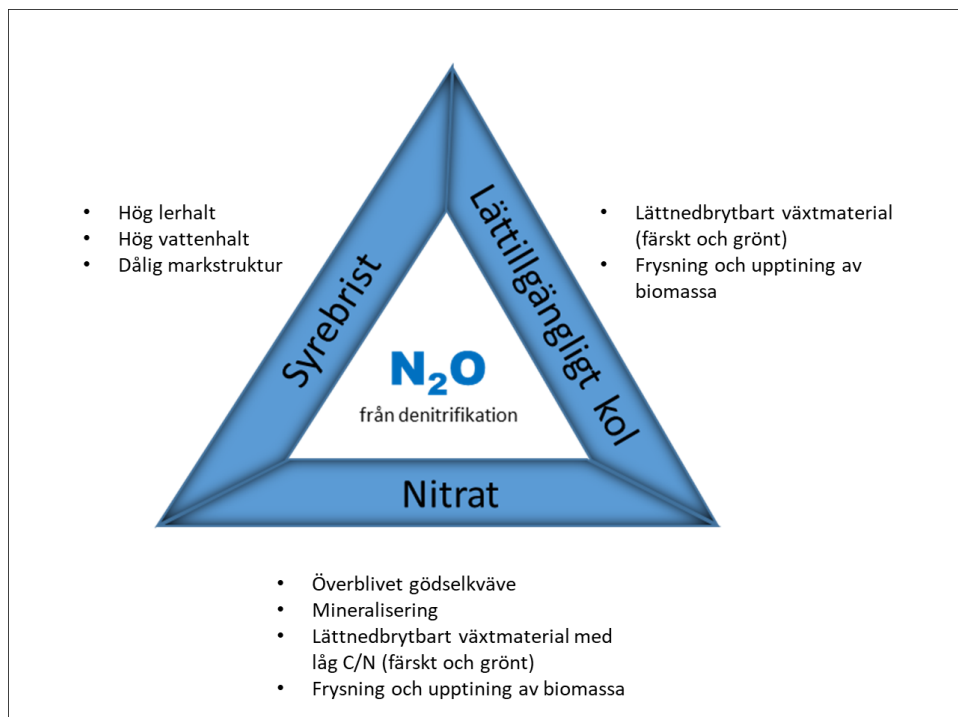 • Hög lerhalt
• Hög vattenhalt
• Dålig markstruktur
Syrebrist
Lättillgängligt kol
• Lättnedbrytbart växtmaterial
(färskt och grönt)
• Frysning och upptining av
biomassa
N₂O
från denitrifikation
Nitrat
• Överblivet gödselkväve
• Mineralisering
• Lättnedbrytbart växtmaterial med
låg C/N (färskt och grönt)
• Frysning och upptining av biomassa